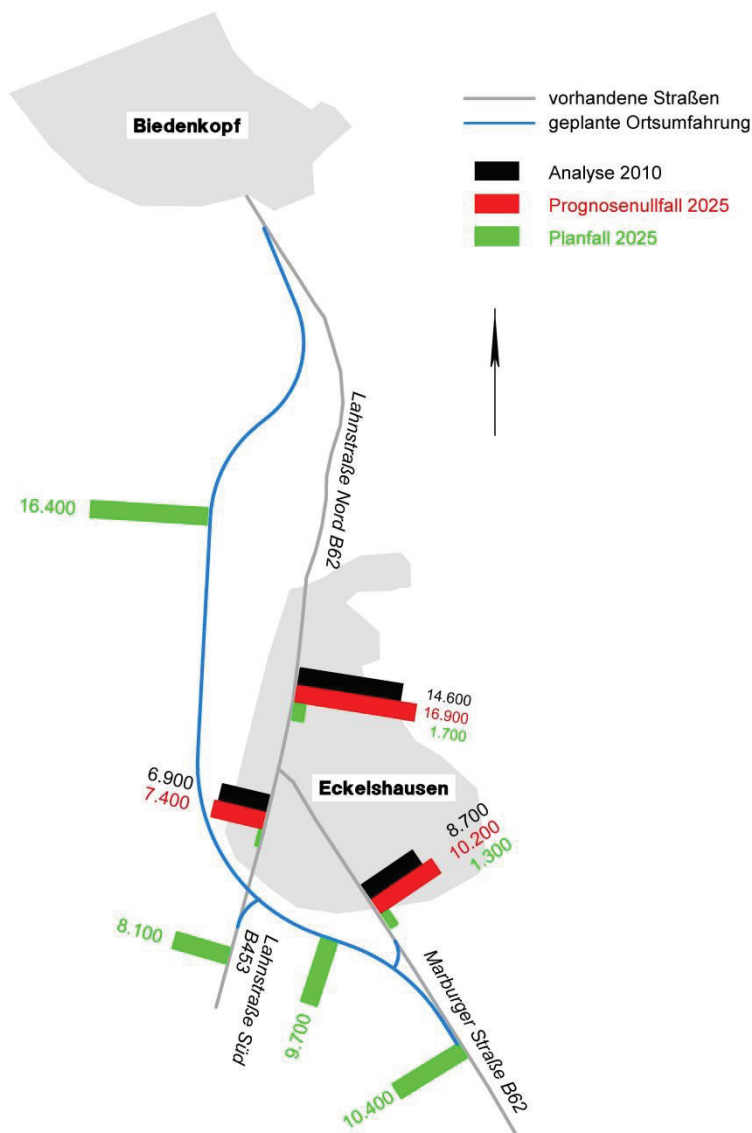 vorhandene Straßen
Biedenkopf
geplante Ortsumfahrung
Analyse 2010
Prognosenullfall 2025
Planfall 2025
Lahnstraße Nord B62
16.400
14.600
16.900
1.700
6.900
7.400
Eckelshausen
8.700
10.200
1.300
8.100
Lahnstraße Süd
B453
9.700
Marburger Straße B62
10.400